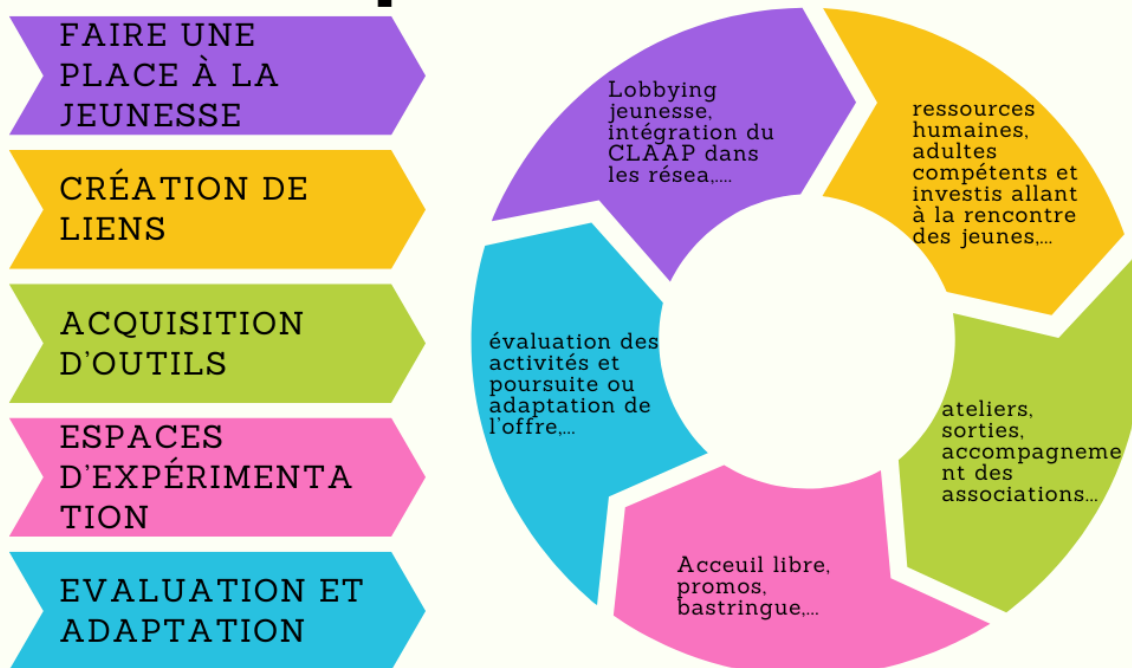 FAIRE UNE
PLACE À LA
JEUNESSE
CRÉATION DE
LIENS
ACQUISITION
D'OUTILS
ESPACES
D'EXPÉRIMENTA
TION
EVALUATION ET
ADAPTATION
Lobbying
jeunesse,
intégration du
CLAAP dans
les résea,....
ressources
humaines,
adultes
compétents et
investis allant
à la rencontre
des jeunes,...
ateliers,
sorties,
accompagneme
nt des
associations...
Acceuil libre,
promos,
bastringue,...
évaluation des
activités et
poursuite ou
adaptation de
l'offre,...